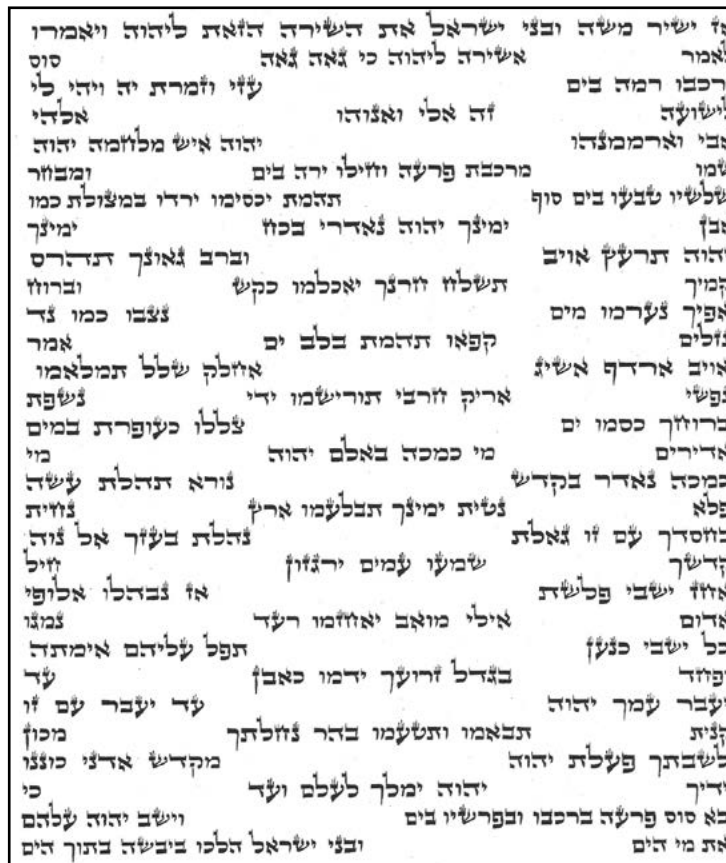 אז ישיר משה ובני ישראל את השירה הזאת ליהוה ויאמרו
לאמר אשירה ליהוה כי גאה גאה סוס
ורכבו רמה בים עזי וזמרת יה ויהי לי
לישועה זה אלי ואנוהו אלהי
אבי וארממנהו יהוה איש מלחמה יהוה
שמו מרכבת פרעה וחילו ירה בים ומבחר
שלשיו טבעו בים סוף תהמת יכסימו ירדו במצולת כמו
אבן ימינך יהוה נאדרי בכח ימינך
יהוה תרעץ אויב וברב גאונך תהרס
קמיך תשלח חרנך יאכלמו כקש וברוח
אפיך נערמו מים נצבו כמו נד
נזלים קפאו תהמת בלב ים אמר
אויב ארדף אשיג אחלק שלל תמלאמו
נפשי אריק חרבי תורישמו ידי נשפת
ברוחך כסמו ים צללו כעופרת במים
אדירים מי כמכה באלם יהוה מי
כמכה נאדר בקדש נורא תהלת עשה
פלא נטית ימינך תבלעמו ארץ נחית
בחסדך עם זו גאלת נהלת בעזך אל נוה
קדשך שמעו עמים ירגזון חיל
אחז ישבי פלשת אז נבהלו אלופי
אדום אילי מואב יאחזמו רעד נמגו
כל ישבי כנען תפל עליהם אימתה
ופחד בגדל זרועך ידמו כאבן עד
יעבר עמך יהוה עד יעבר עם זו
קנית תבאמו ותטעמו בהר נחלתך מכון
לשבתך פעלת יהוה מקדש אדני כוננו
ידיך יהוה ימלך לעלם ועד כי
בא סוס פרעה ברכבו ובפרשיו בים וישב יהוה עלהם
את מי הים ובני ישראל הלכו ביבשה בתוך הים